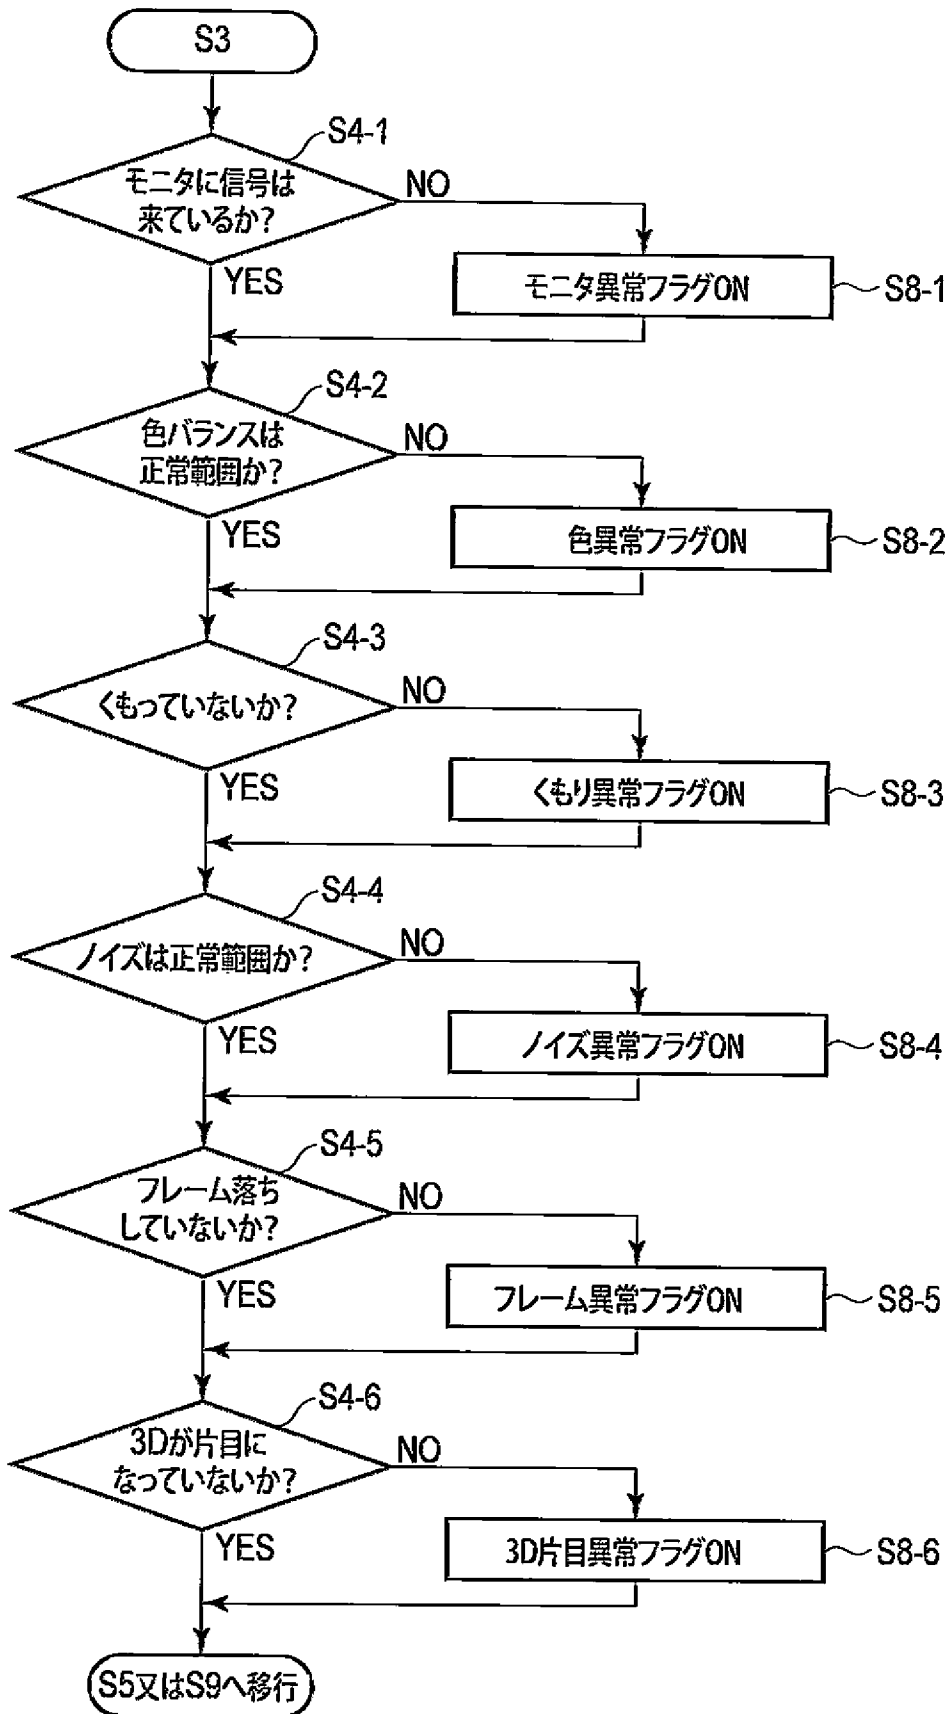 S3
S4-1
モニタに信号は
来ているか?
NO
YES
モニタ異常フラグON
S8-1
S4-2
色バランスは
正常範囲か?
NO
YES
色異常フラグON
S8-2
S4-3
くもっていないか?
NO
YES
くもり異常フラグON
S8-3
S4-4
ノイズは正常範囲か?
NO
YES
ノイズ異常フラグON
S8-4
S4-5
フレーム落ち
していないか?
NO
YES
フレーム異常フラグON
S8-5
S4-6
3Dが片目に
なっていないか?
NO
YES
3D片目異常フラグON
S8-6
S5又はS9へ移行